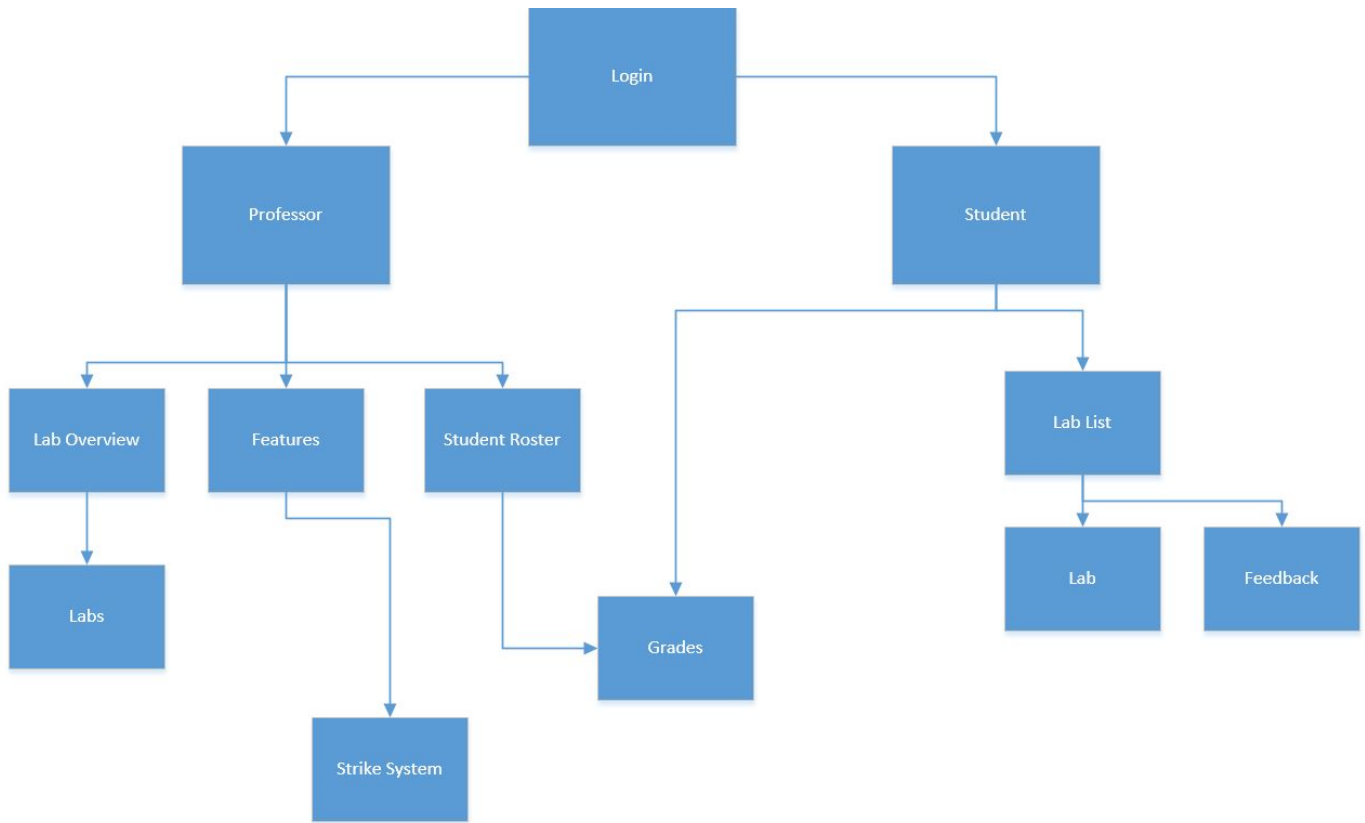 Login
Professor
Student
Lab Overview
Features
Student Roster
Lab List
Labs
Lab
Feedback
Grades
Strike System